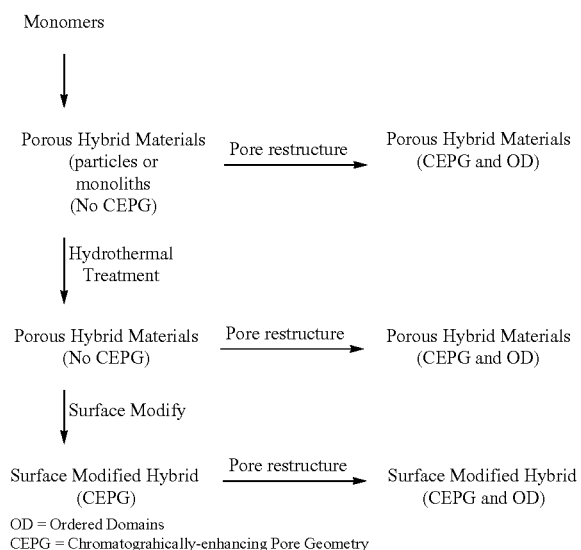 Monomers
Porous Hybrid Materials
(particles or
monoliths
(No CEPG)
Pore restructure
Porous Hybrid Materials
(CEPG and OD)
Hydrothermal
Treatment
Porous Hybrid Materials
(No CEPG)
Pore restructure
Porous Hybrid Materials
(CEPG and OD)
Surface Modify
Surface Modified Hybrid
(CEPG)
Pore restructure
Surface Modified Hybrid
(CEPG and OD)
OD = Ordered Domains
CEPG = Chromatograhically-enhancing Pore Geometry